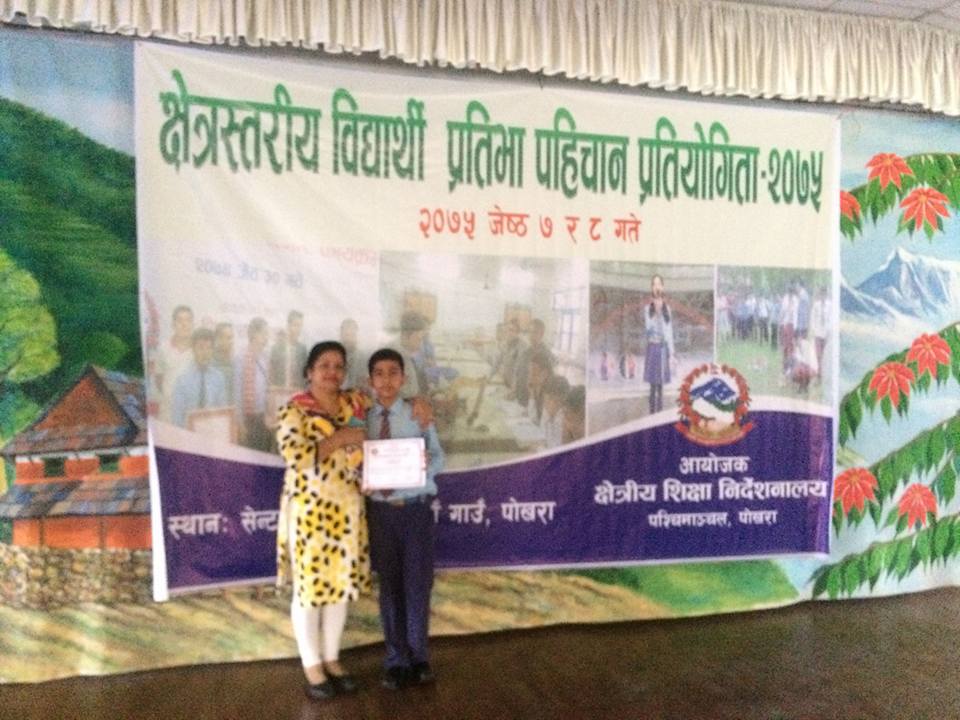 क्षेत्रस्तरीय विद्यार्थी प्रतिभा पहिचान प्रतियोगिता-२०७५
२०७५ जेष्ठ ७ र ८ गते
आयोजक
क्षेत्रीय शिक्षा निर्देशनालय
पश्चिमाञ्चल, पोखरा
स्थानः सेन्ट गाउँ, पोखरा